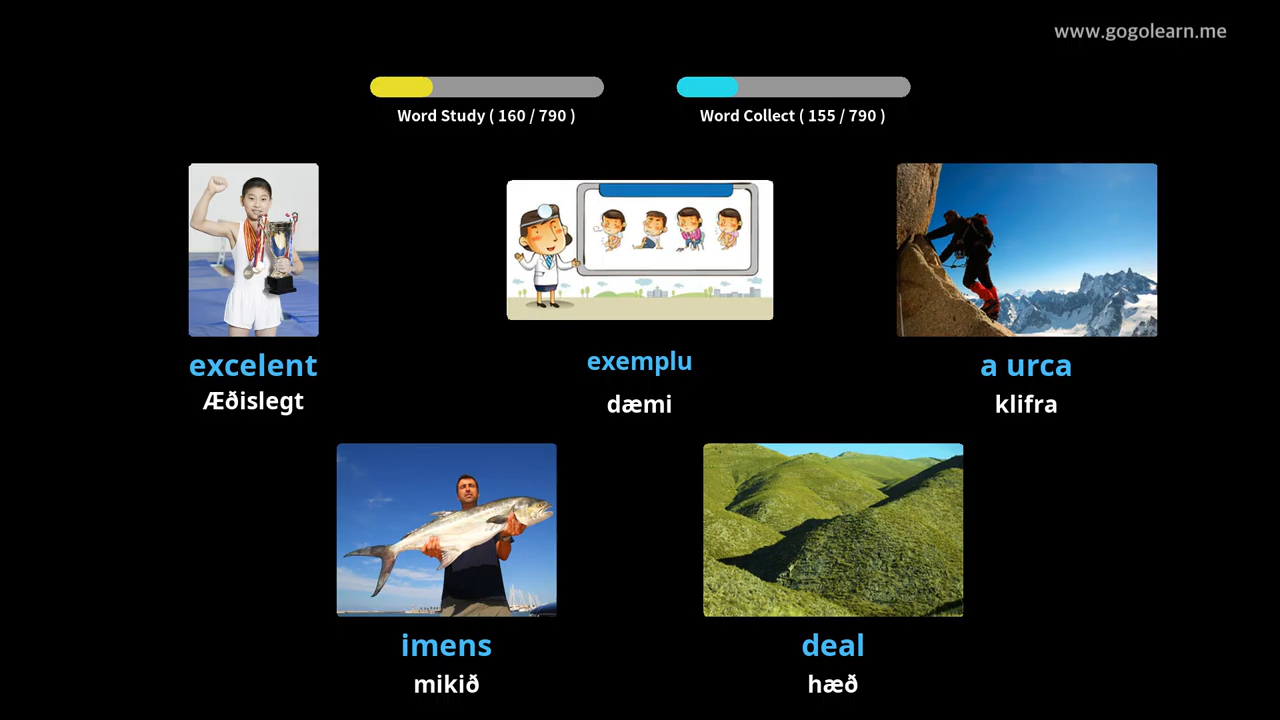 www.gogolearn.me
Word Study ( 160 / 790 )
Word Collect ( 155 / 790 )
excelent
Æðislegt
exemplu
dæmi
a urca
klifra
imens
mikið
deal
hæð